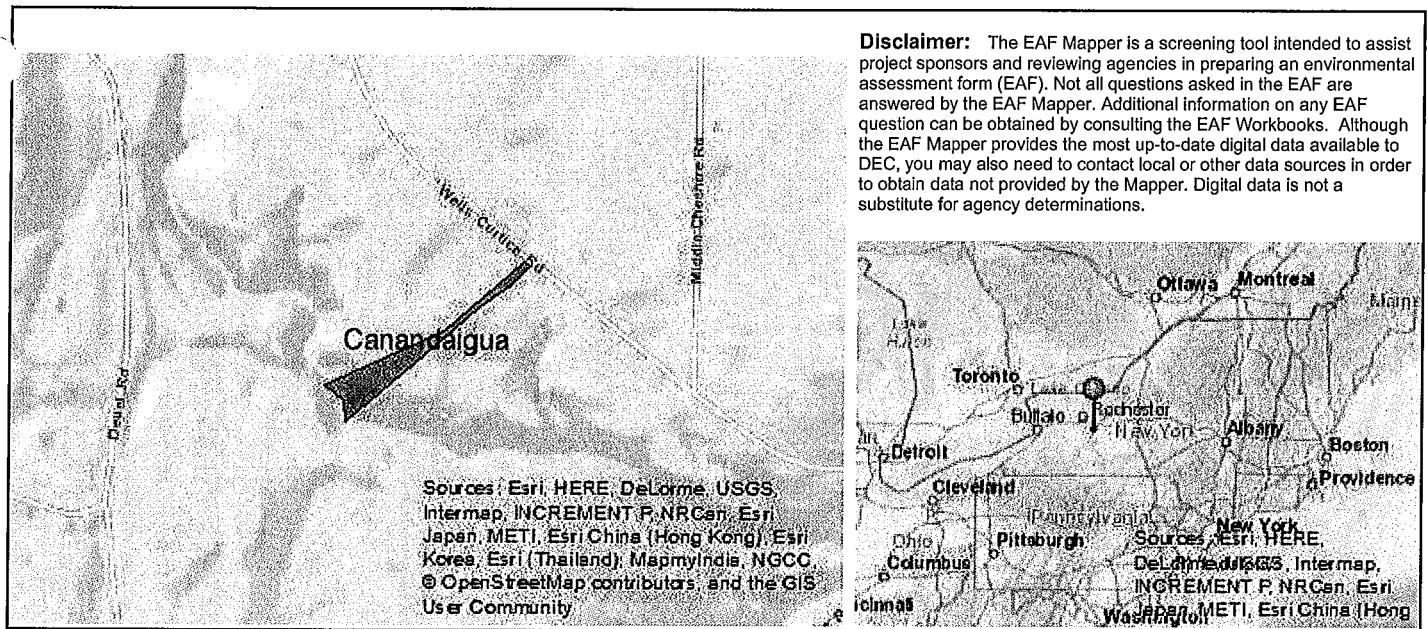 Disclaimer: The EAF Mapper is a screening tool intended to assist
project sponsors and reviewing agencies in preparing an environmental
assessment form (EAF). Not all questions asked in the EAF are
answered by the EAF Mapper. Additional information on any EAF
question can be obtained by consulting the EAF Workbooks. Although
the EAF Mapper provides the most up-to-date digital data available to
DEC, you may also need to contact local or other data sources in order
to obtain data not provided by the Mapper. Digital data is not a
substitute for agency determinations.
Wells Curtice Rd
Middle Cheshire Rd
Deuel Rd
Canandaigua
Sources: Esri, HERE, DeLorme, USGS,
Intermap, INCREMENT P, NRCan, Esri
Japan, METI, Esri China (Hong Kong), Esri
Korea, Esri (Thailand), MapmyIndia, NGCC,
© OpenStreetMap contributors, and the GIS
User Community
Ottawa
Montreal
Toronto
Buffalo
Rochester
New York
Albany
Detroit
Boston
Providence
Cleveland
Pennsylvania
New York
Ohio
Pittsburgh
Columbus
Washington
Sources: Esri, HERE,
DeLorme, USGS, Intermap,
INCREMENT P, NRCan, Esri
Japan, METI, Esri China (Hong